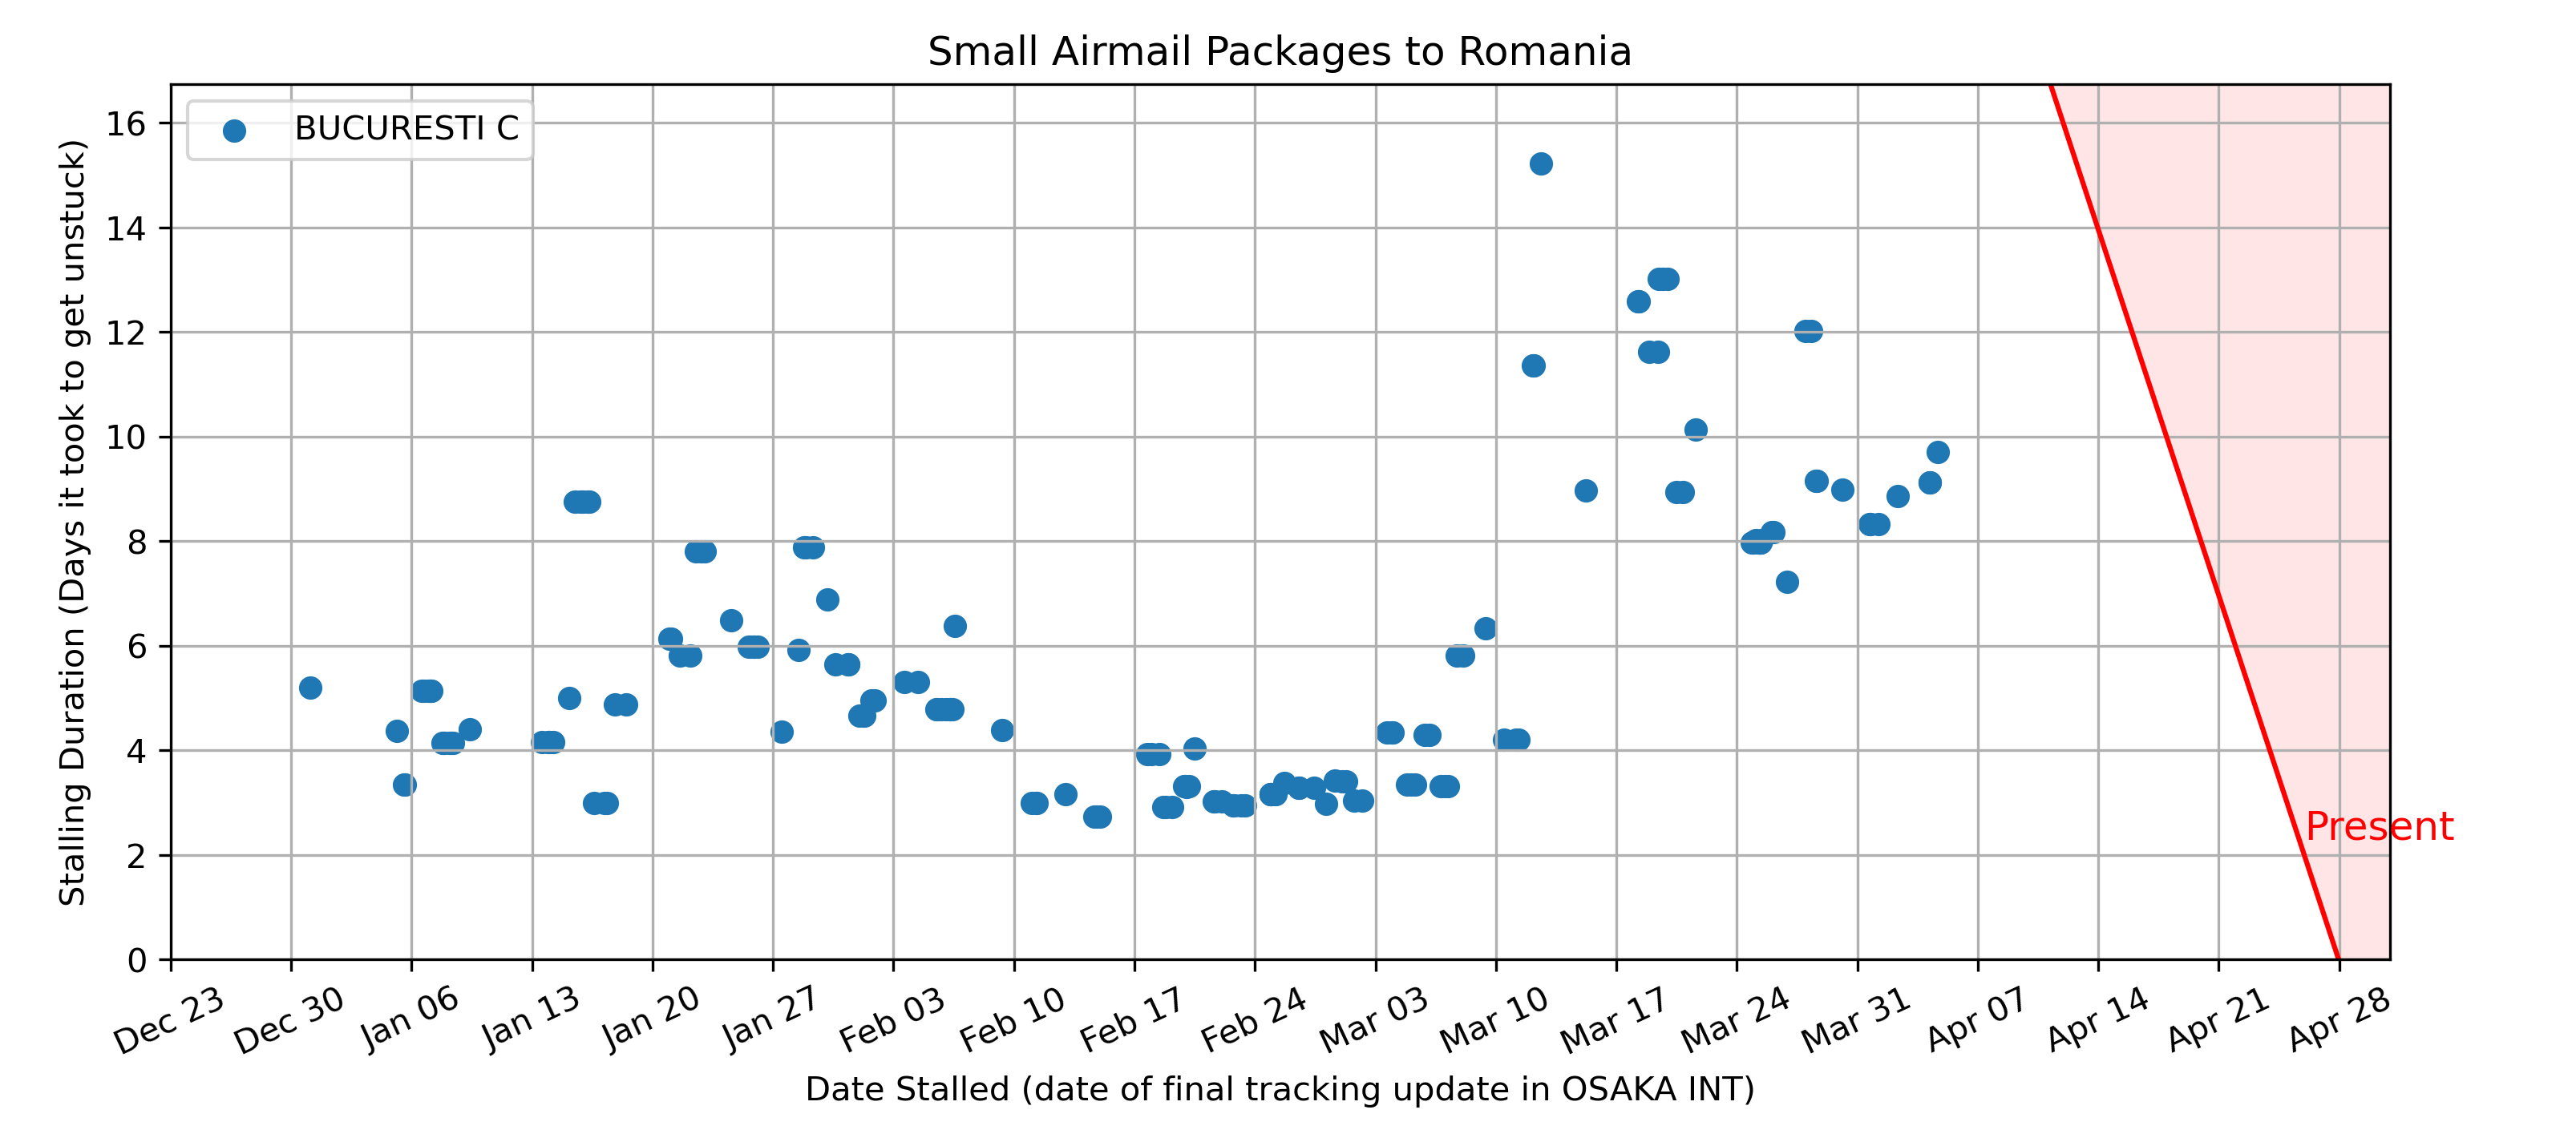 Small Airmail Packages to Romania
BUCURESTI C
Stalling Duration (Days it took to get unstuck)
16
14
12
10
8
6
4
2
0
Present
Dec 23
Dec 30
Jan 06
Jan 13
Jan 20
Jan 27
Feb 03
Feb 10
Feb 17
Feb 24
Mar 03
Mar 10
Mar 17
Mar 24
Mar 31
Apr 07
Apr 14
Apr 21
Apr 28
Date Stalled (date of final tracking update in OSAKA INT)